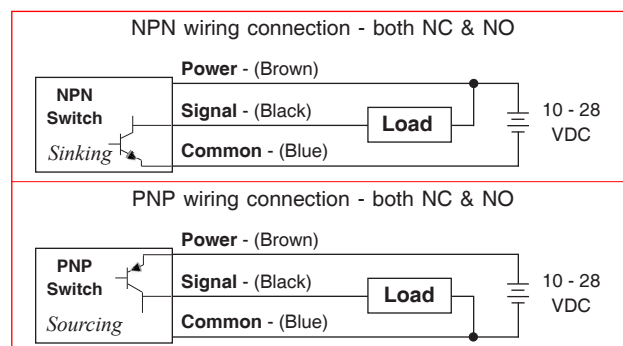 NPN wiring connection - both NC & NO
Power - (Brown)
NPN
Switch
Signal - (Black)
Load
10 - 28
VDC
Sinking
Common - (Blue)
PNP wiring connection - both NC & NO
Power - (Brown)
PNP
Switch
Signal - (Black)
Load
10 - 28
VDC
Sourcing
Common - (Blue)